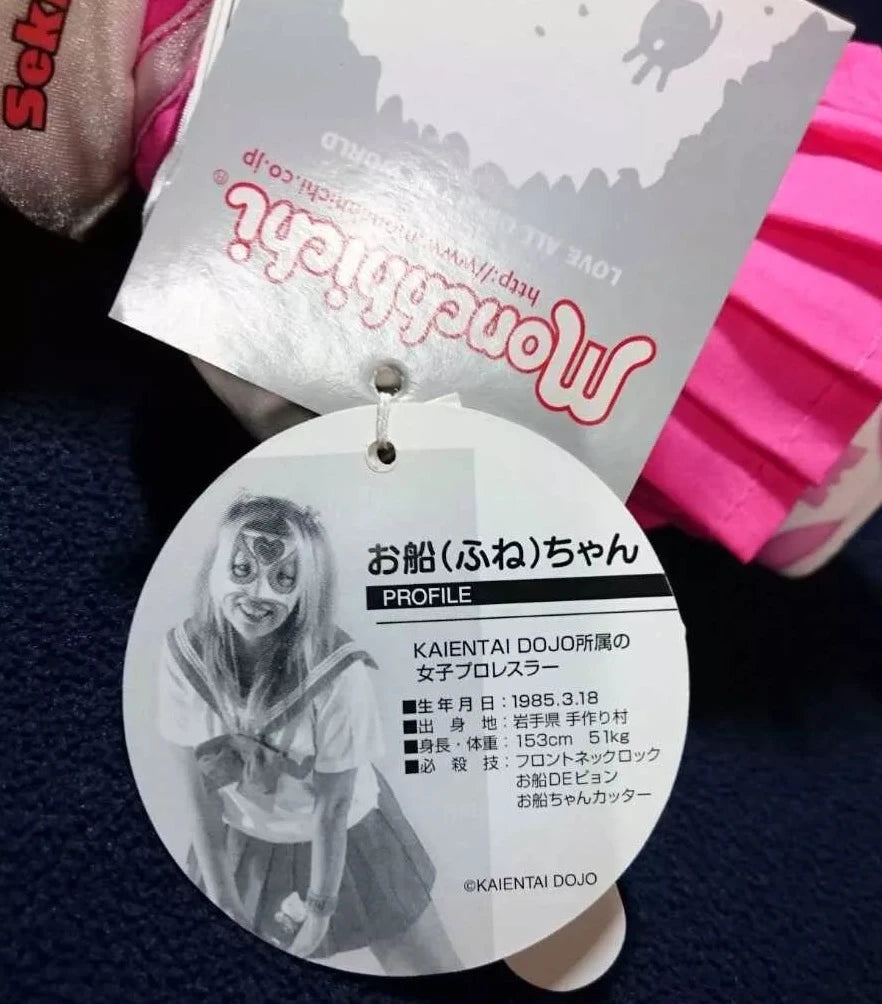 Sek
WORLD
LOVE ALL
http://www.monchhichi.co.jp
Monchhichi®
お船(ふね)ちゃん
PROFILE
KAIENTAI DOJO所属の
女子プロレスラー
■生年月日:1985.3.18
■出身地:岩手県 手作り村
■身長・体重:153cm 51kg
■必殺技:フロントネックロック
お船DEピョン
お船ちゃんカッター
©KAIENTAI DOJO